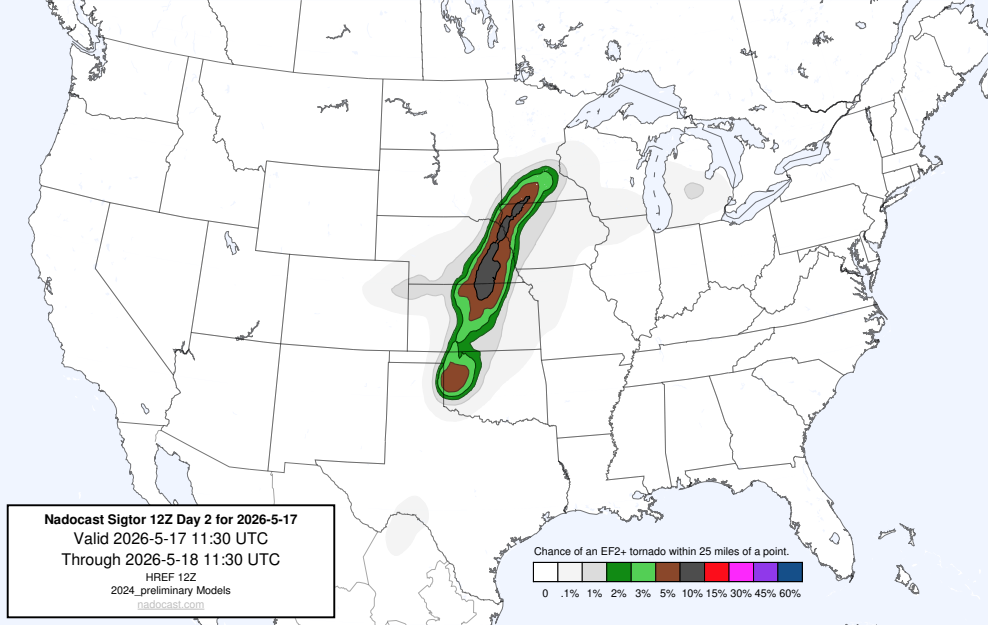 Nadocast Sigtor 12Z Day 2 for 2026-5-17
Valid 2026-5-17 11:30 UTC
Through 2026-5-18 11:30 UTC
HREF 12Z
2024_preliminary Models
nadocast.com
Chance of an EF2+ tornado within 25 miles of a point.
0 .1% 1% 2% 3% 5% 10% 15% 30% 45% 60%